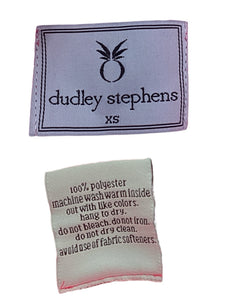 dudley stephens
XS
100% polyester
machine wash warm inside
out with like colors.
hang to dry.
do not bleach. do not iron.
do not dry clean.
avoid use of fabric softeners.